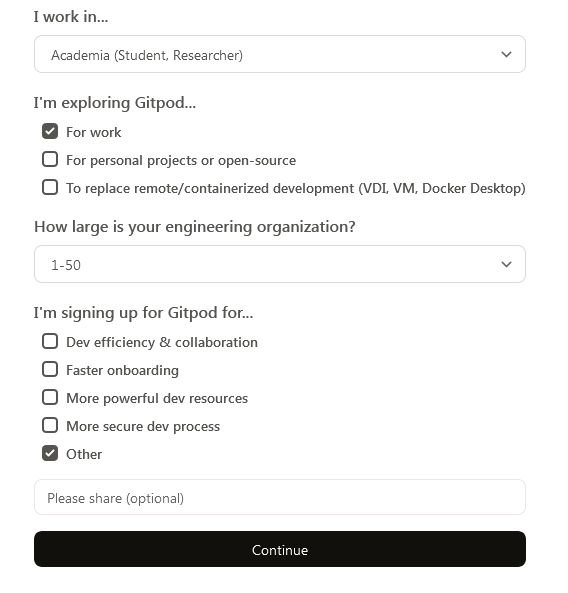 I work in...
Academia (Student, Researcher)
I'm exploring Gitpod...
For work
For personal projects or open-source
To replace remote/containerized development (VDI, VM, Docker Desktop)
How large is your engineering organization?
1-50
I'm signing up for Gitpod for...
Dev efficiency & collaboration
Faster onboarding
More powerful dev resources
More secure dev process
Other
Please share (optional)
Continue